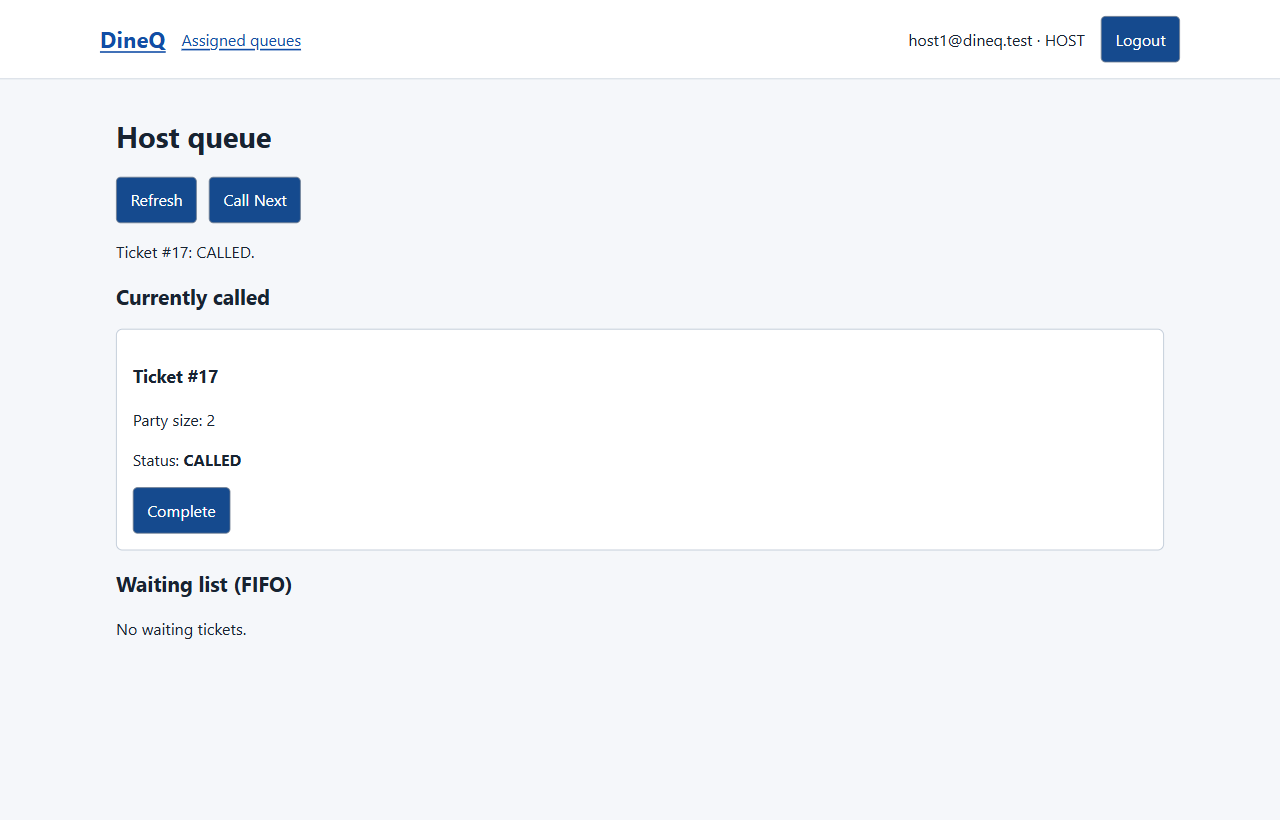 DineQ Assigned queues host1@dineq.test · HOST Logout
Host queue
Refresh Call Next
Ticket #17: CALLED.
Currently called
Ticket #17
Party size: 2
Status: CALLED
Complete
Waiting list (FIFO)
No waiting tickets.